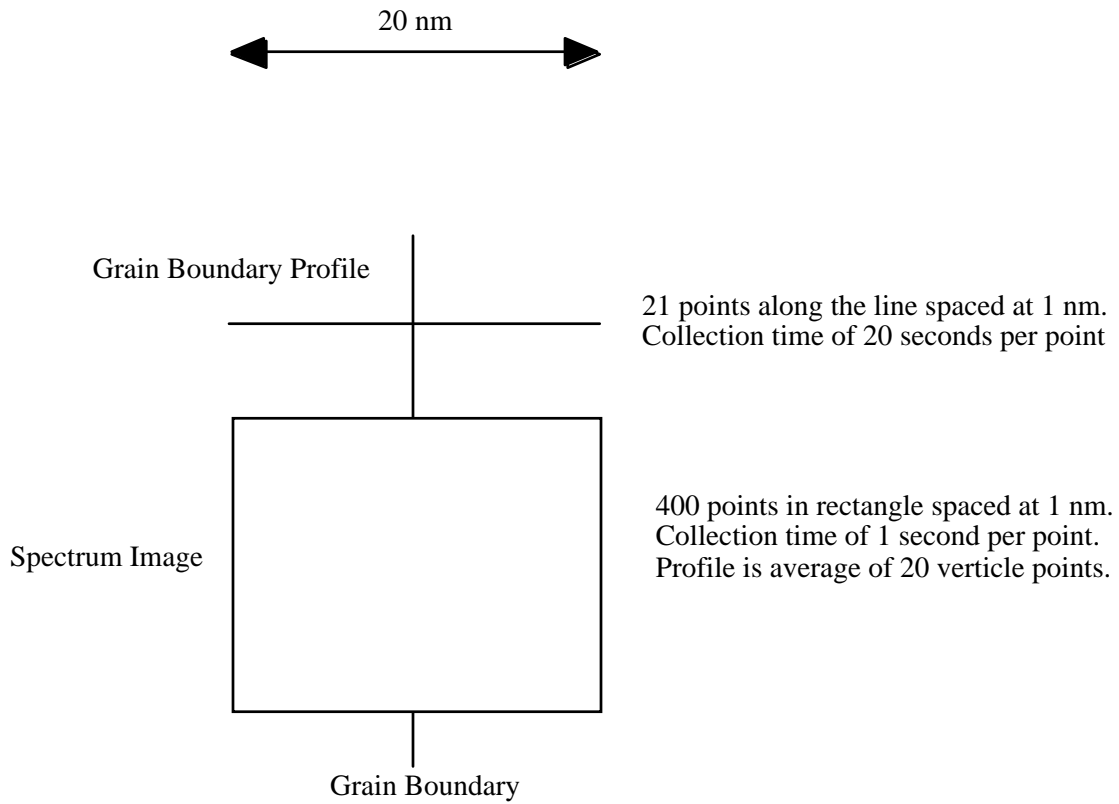 20 nm
Grain Boundary Profile
21 points along the line spaced at 1 nm.
Collection time of 20 seconds per point
400 points in rectangle spaced at 1 nm.
Collection time of 1 second per point.
Profile is average of 20 verticle points.
Spectrum Image
Grain Boundary